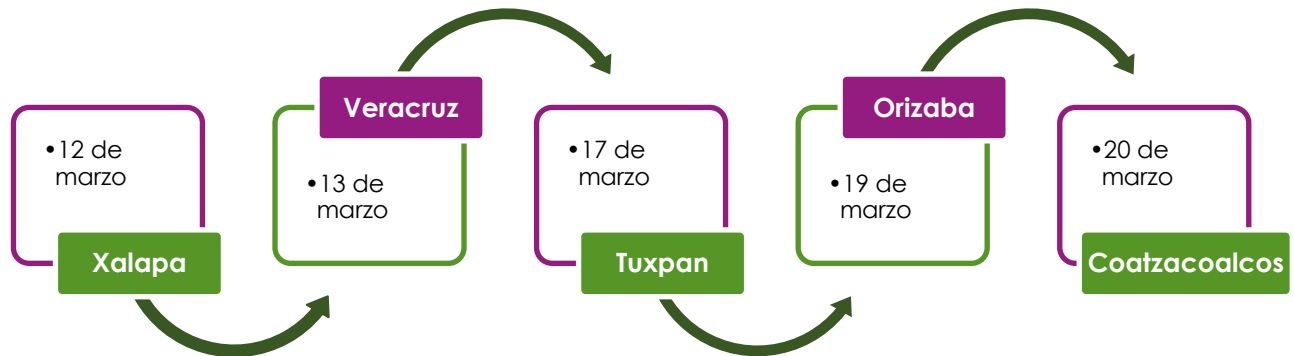 •12 de
marzo
Xalapa
Veracruz
•13 de
marzo
•17 de
marzo
Tuxpan
Orizaba
•19 de
marzo
•20 de
marzo
Coatzacoalcos